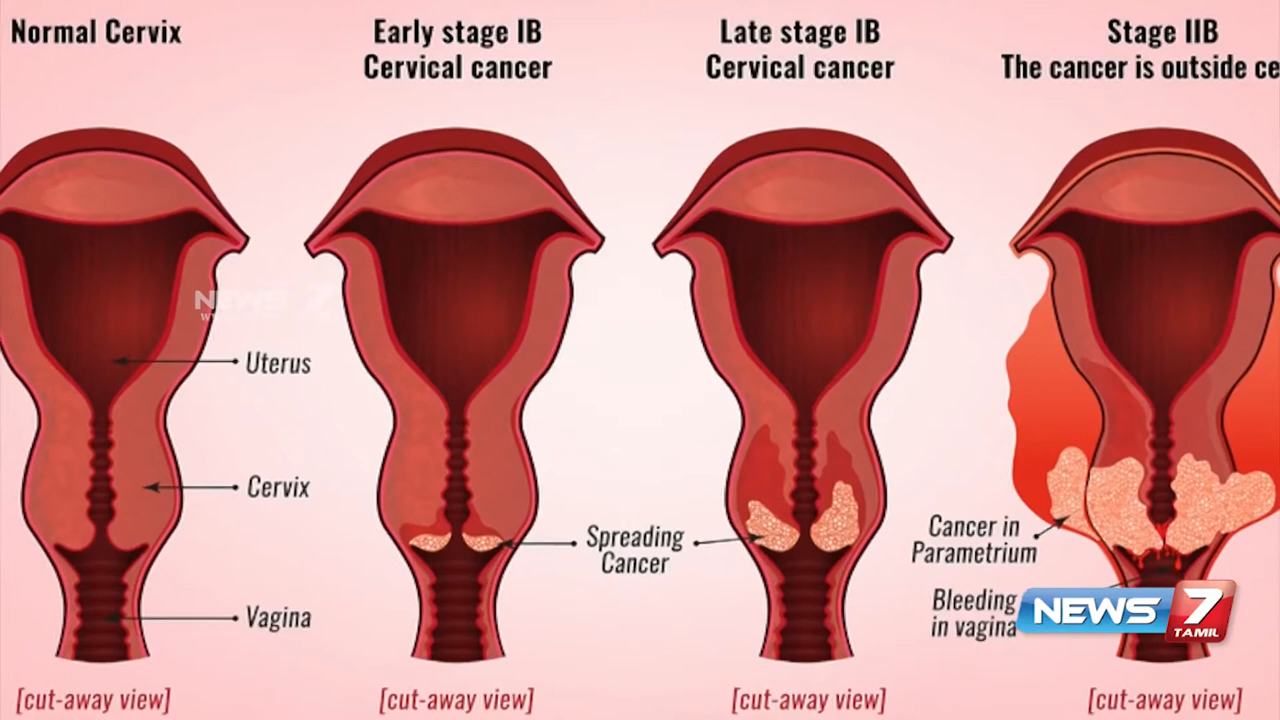 Normal Cervix
Early stage IB
Cervical cancer
Late stage IB
Cervical cancer
Stage IIB
The cancer is outside ce
NEWS 7
Uterus
Cervix
Vagina
Spreading
Cancer
Cancer in
Parametrium
Bleeding
in vagina
NEWS 7
TAMIL
[cut-away view]
[cut-away view]
[cut-away view]
[cut-away view]